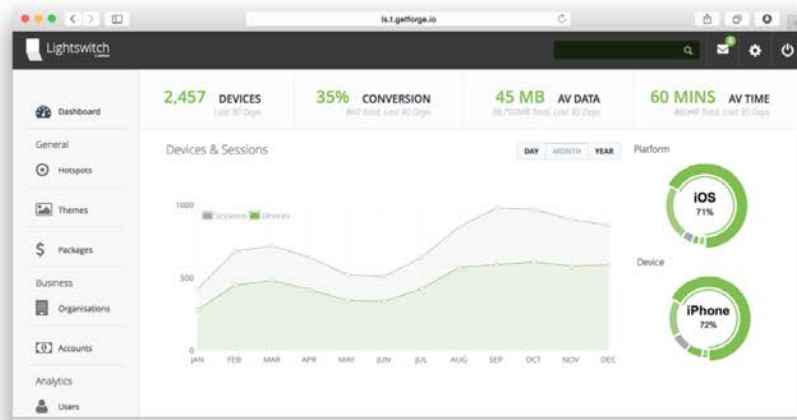 ls.t.getforge.io
Lightswitch
2,457 DEVICES
Last 30 Days
35% CONVERSION
Total, Last 30 Days
45 MB AV DATA
Total, Last 30 Days
60 MINS AV TIME
Total, Last 30 Days
Dashboard
General
Hotspots
Themes
Packages
Business
Organisations
Accounts
Analytics
Users
Devices & Sessions
DAY MONTH YEAR
1000
Sessions Devices
500
0
JAN FEB MAR APR MAY JUN JUL AUG SEP OCT NOV DEC
Platform
iOS
71%
Device
iPhone
72%